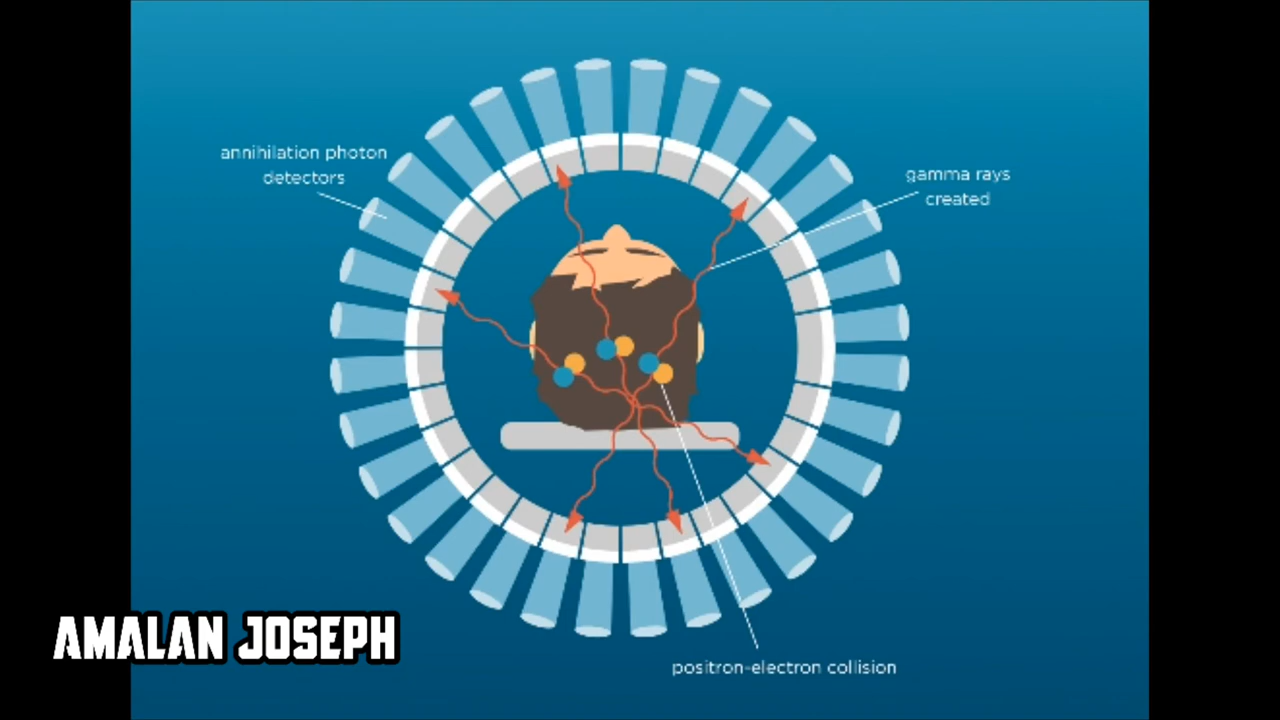 annihilation photon
detectors
gamma rays
created
AMALAN JOSEPH
positron-electron collision